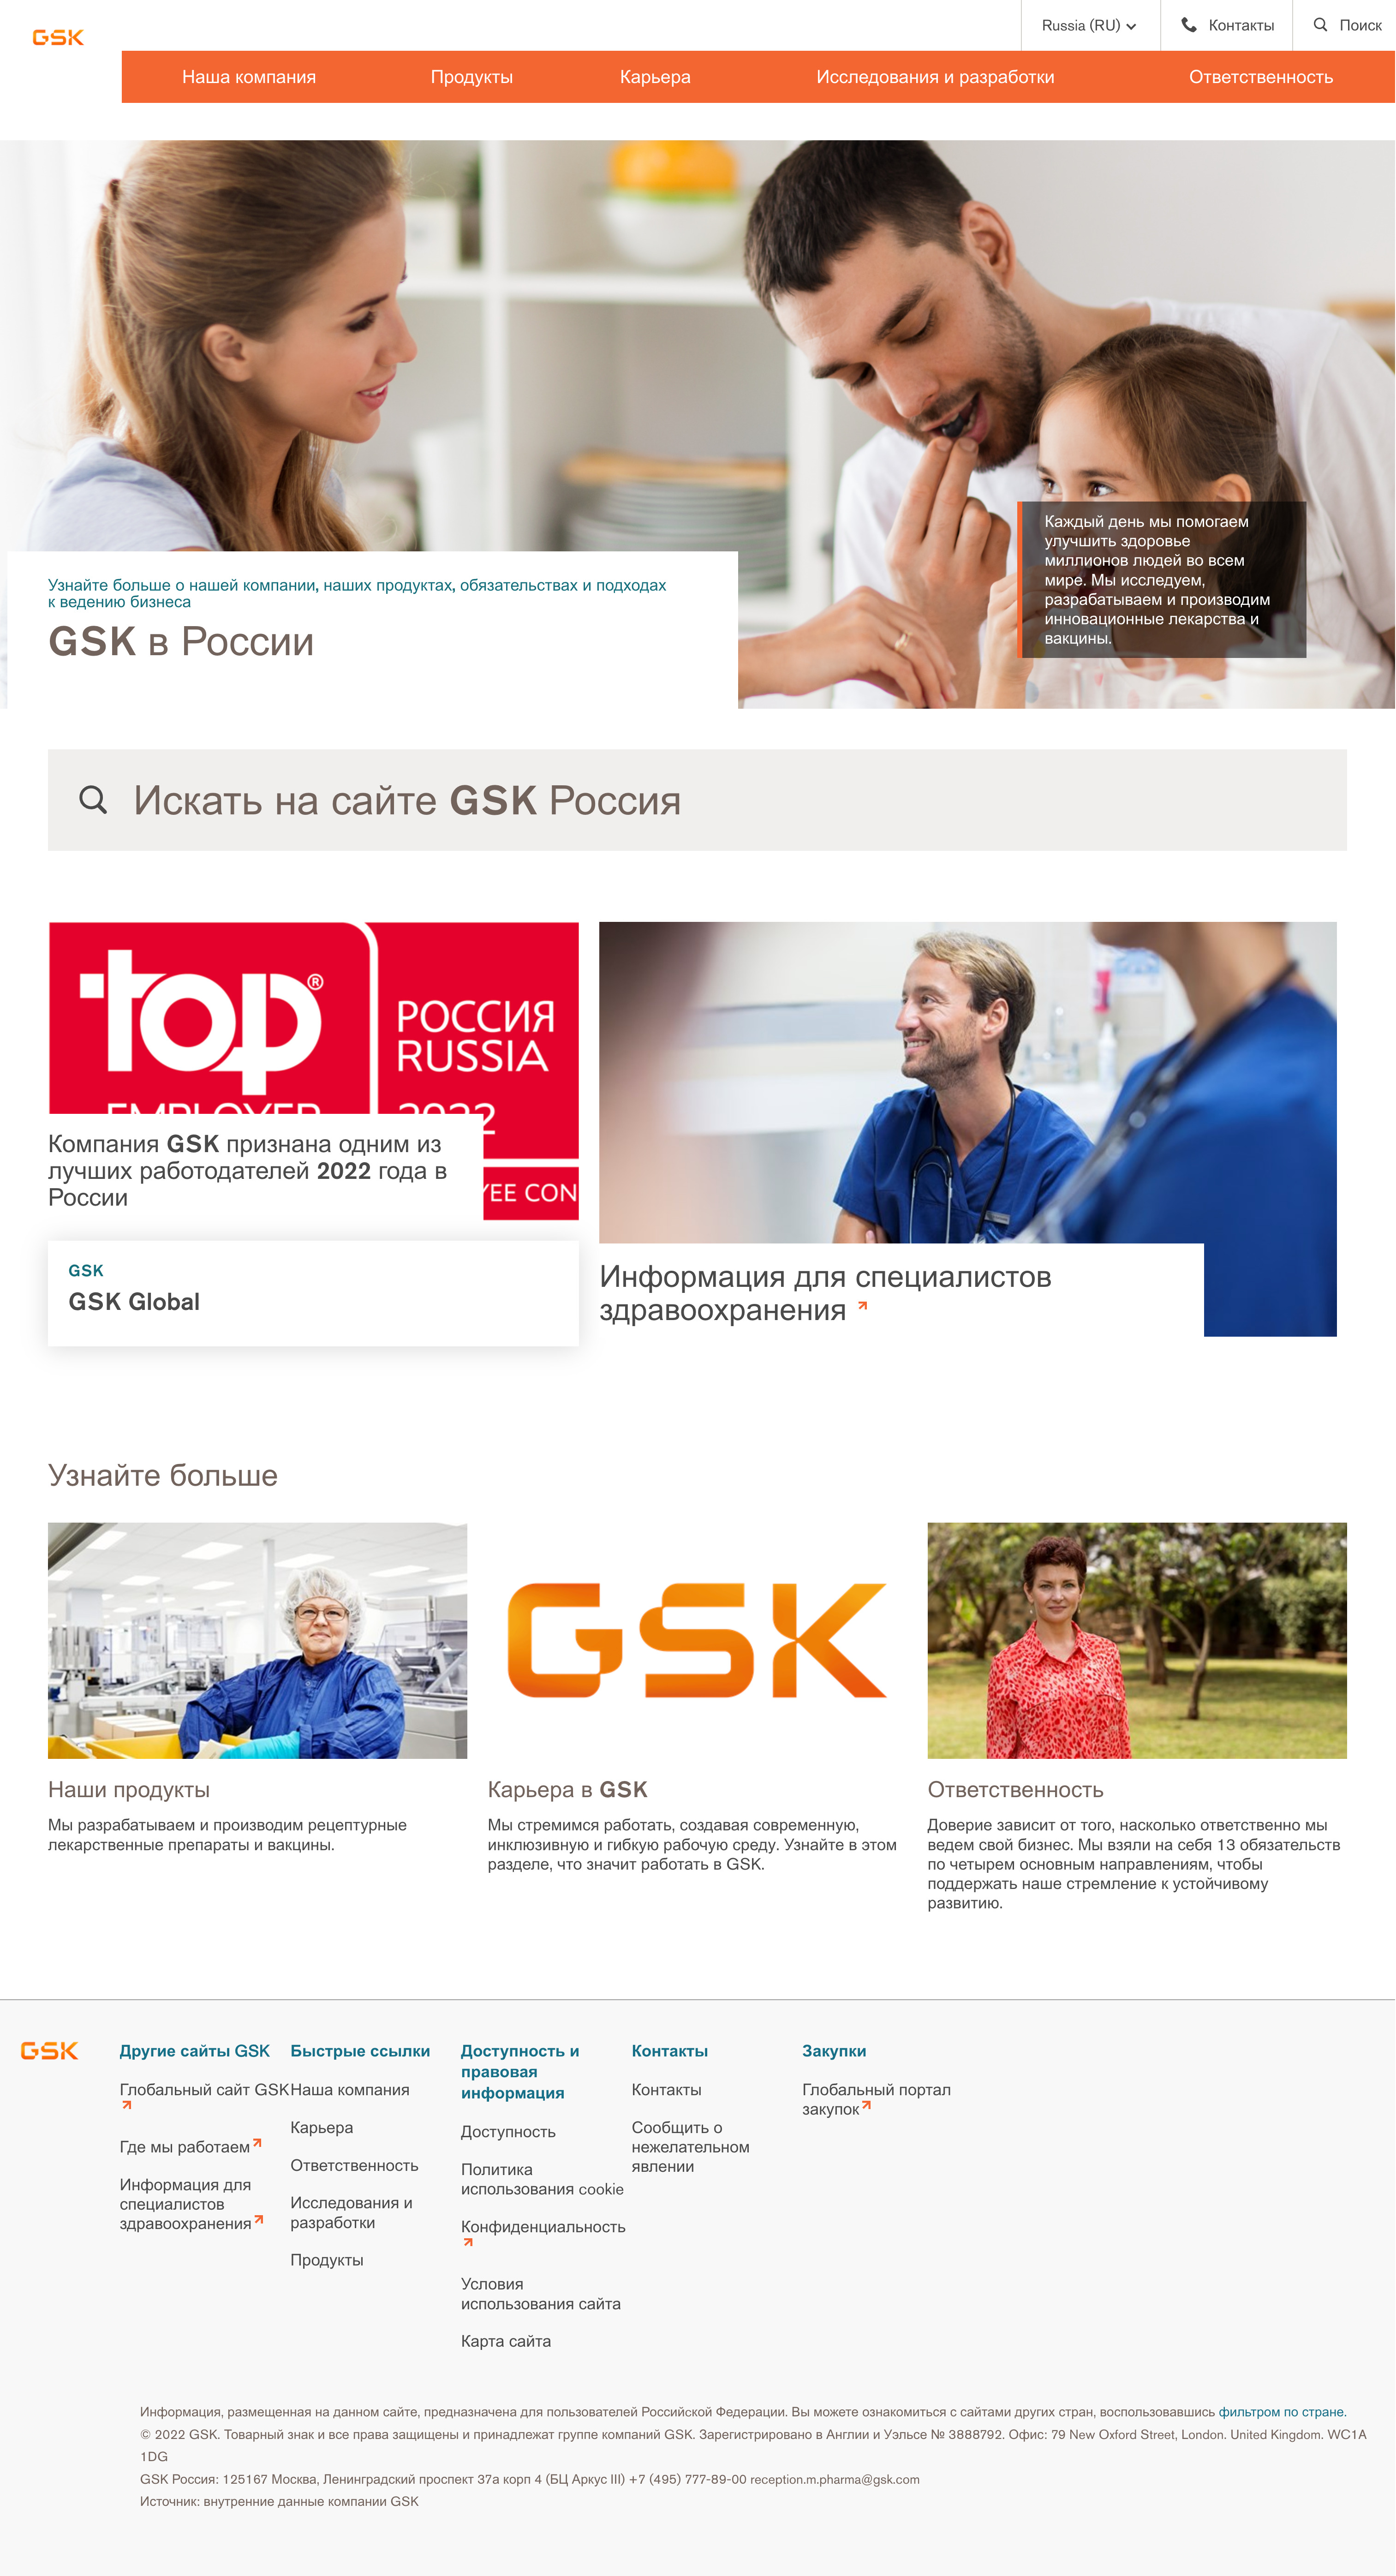 GSK
Russia (RU)
Контакты
Поиск
Наша компания
Продукты
Карьера
Исследования и разработки
Ответственность
Каждый день мы помогаем
улучшить здоровье
миллионов людей во всем
мире. Мы исследуем,
разрабатываем и производим
инновационные лекарства и
вакцины.
Узнайте больше о нашей компании, наших продуктах, обязательствах и подходах
к ведению бизнеса
GSK в России
Искать на сайте GSK Россия
top®
РОССИЯ
RUSSIA
EMPLOYER
2022
YEE CON
Компания GSK признана одним из
лучших работодателей 2022 года в
России
GSK
GSK Global
Информация для специалистов
здравоохранения
Узнайте больше
GSK
Наши продукты
Мы разрабатываем и производим рецептурные
лекарственные препараты и вакцины.
Карьера в GSK
Мы стремимся работать, создавая современную,
инклюзивную и гибкую рабочую среду. Узнайте в этом
разделе, что значит работать в GSK.
Ответственность
Доверие зависит от того, насколько ответственно мы
ведем свой бизнес. Мы взяли на себя 13 обязательств
по четырем основным направлениям, чтобы
поддержать наше стремление к устойчивому
развитию.
GSK
Другие сайты GSK
Глобальный сайт GSK
Где мы работаем
Информация для
специалистов
здравоохранения
Быстрые ссылки
Наша компания
Карьера
Ответственность
Исследования и
разработки
Продукты
Доступность и
правовая
информация
Доступность
Политика
использования cookie
Конфиденциальность
Условия
использования сайта
Карта сайта
Контакты
Контакты
Сообщить о
нежелательном
явлении
Закупки
Глобальный портал
закупок
Информация, размещенная на данном сайте, предназначена для пользователей Российской Федерации. Вы можете ознакомиться с сайтами других стран, воспользовавшись фильтром по стране.
© 2022 GSK. Товарный знак и все права защищены и принадлежат группе компаний GSK. Зарегистрировано в Англии и Уэльсе № 3888792. Офис: 79 New Oxford Street, London. United Kingdom. WC1A
1DG
GSK Россия: 125167 Москва, Ленинградский проспект 37а корп 4 (БЦ Аркус III) +7 (495) 777-89-00 reception.m.pharma@gsk.com
Источник: внутренние данные компании GSK